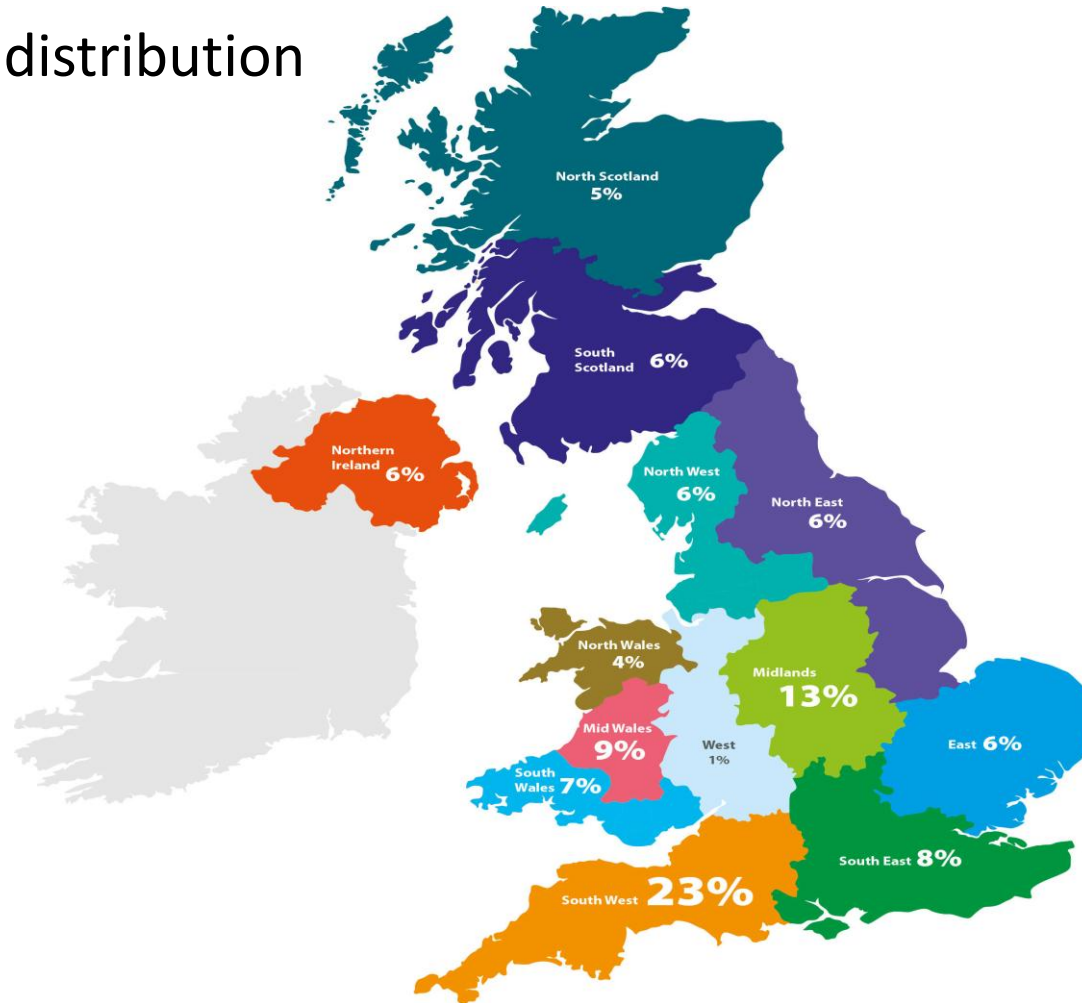 distribution
North Scotland
5%
South
Scotland
6%
Northern
Ireland
6%
North West
6%
North East
6%
North Wales
4%
Midlands
13%
Mid Wales
9%
West
1%
East 6%
South
Wales
7%
South East 8%
South West 23%